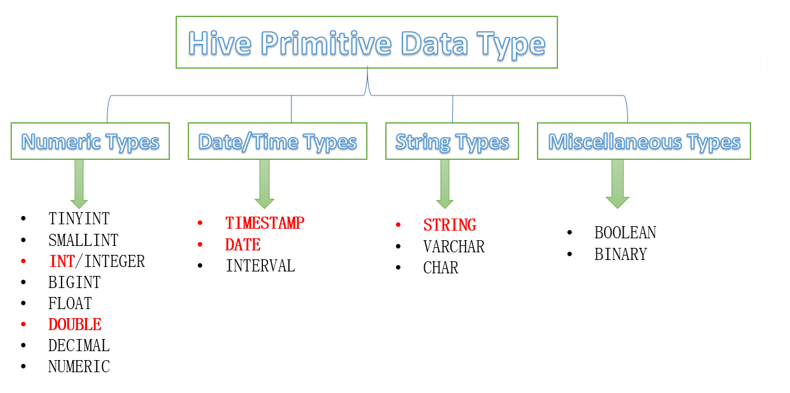 Hive Primitive Data Type
Numeric Types
Date/Time Types
String Types
Miscellaneous Types
• TINYINT
• SMALLINT
• INT/INTEGER
• BIGINT
• FLOAT
• DOUBLE
• DECIMAL
• NUMERIC
• TIMESTAMP
• DATE
• INTERVAL
• STRING
• VARCHAR
• CHAR
• BOOLEAN
• BINARY